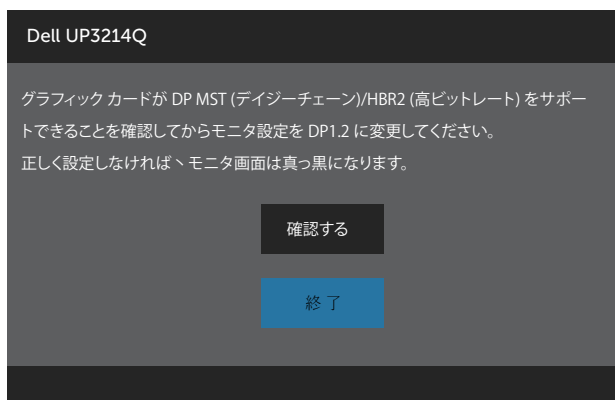 Dell UP3214Q
グラフィック カードが DP MST (デイジーチェーン)/HBR2 (高ビットレート) をサポー
トできることを確認してからモニタ設定を DP1.2 に変更してください。
正しく設定しなければ丶モニタ画面は真っ黒になります。
確認する
終 了